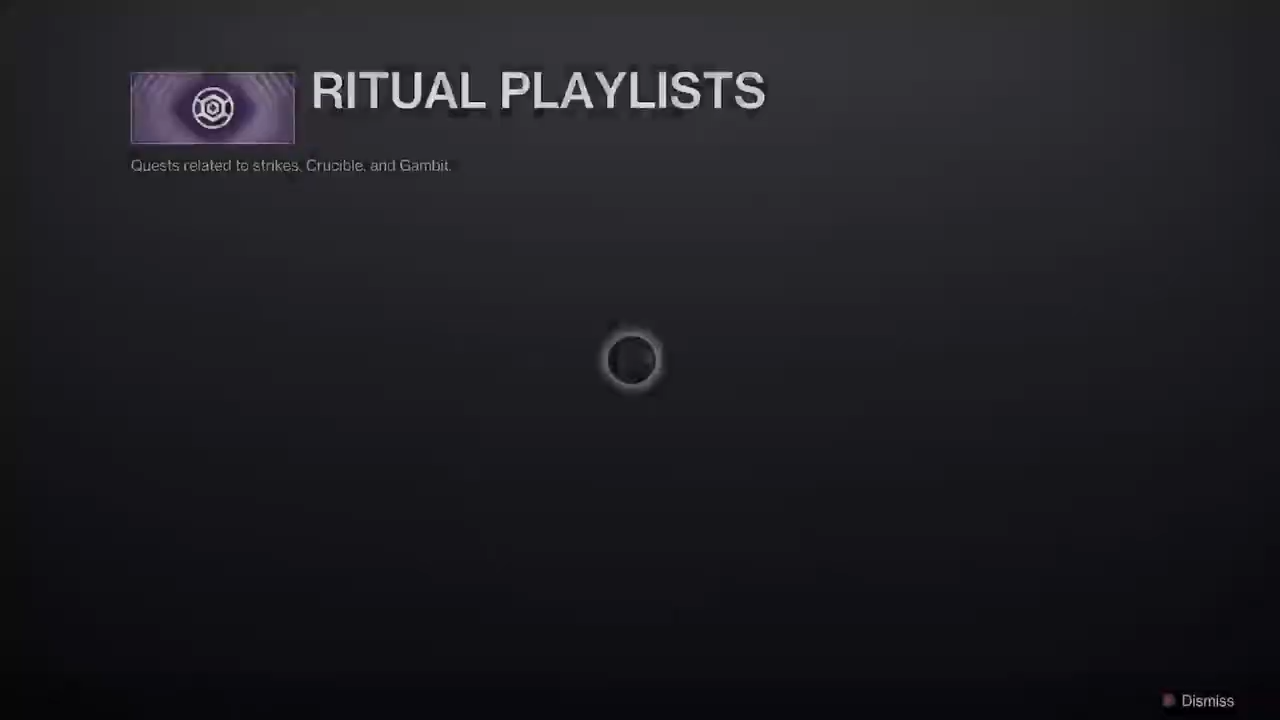 RITUAL PLAYLISTS
Quests related to strikes, Crucible, and Gambit.
Dismiss